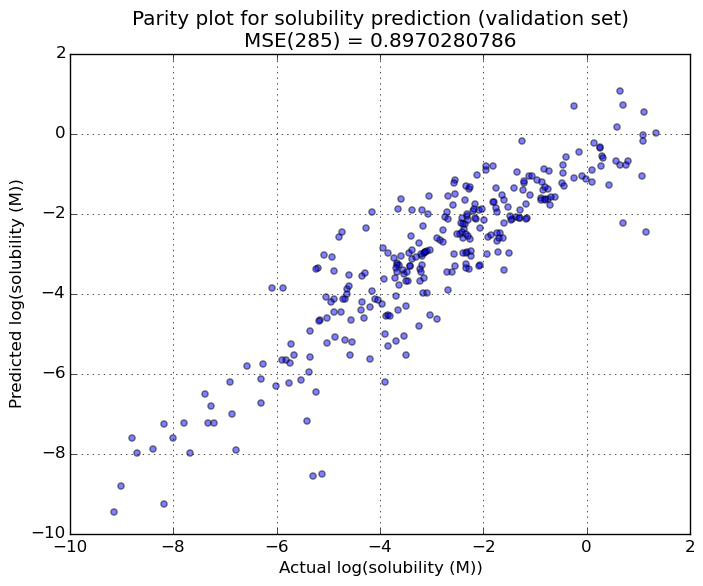 Parity plot for solubility prediction (validation set)
MSE(285) = 0.8970280786
2
0
−2
−4
−6
−8
−10
Predicted log(solubility (M))
−10 −8 −6 −4 −2 0 2
Actual log(solubility (M))